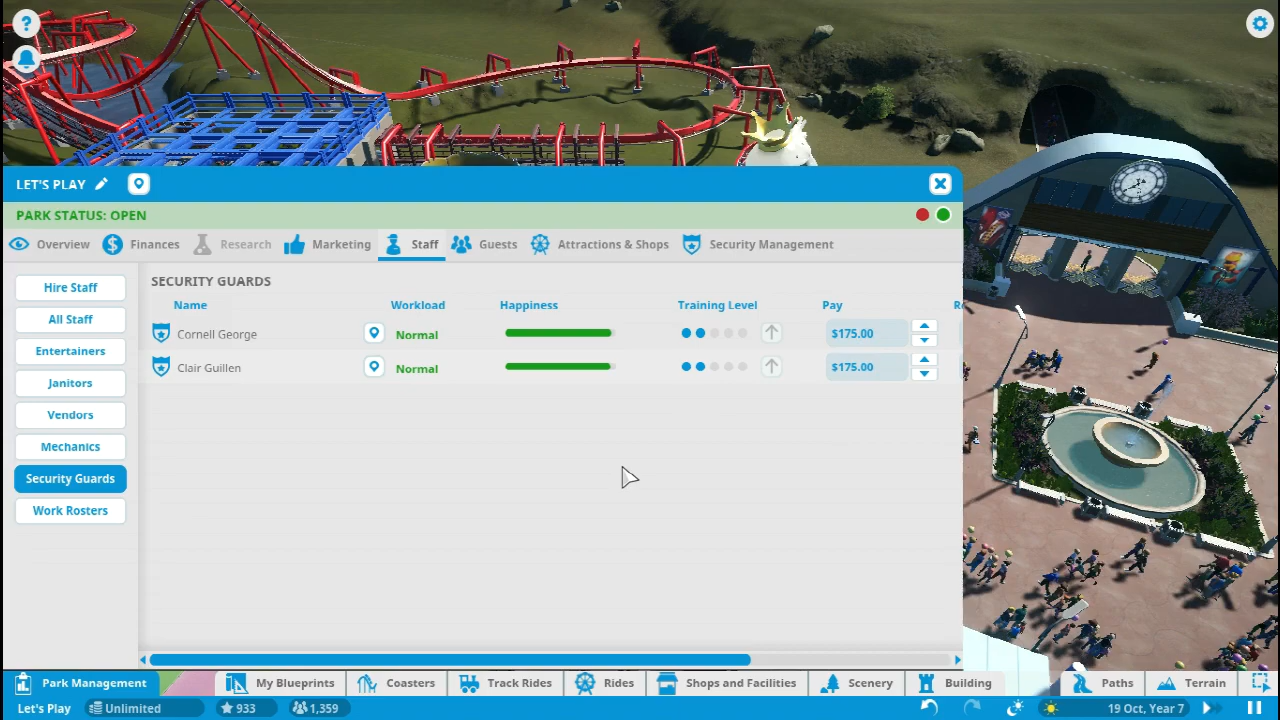 ?
LET'S PLAY
PARK STATUS: OPEN
Overview Finances Research Marketing Staff Guests Attractions & Shops Security Management
Hire Staff
All Staff
Entertainers
Janitors
Vendors
Mechanics
Security Guards
Work Rosters
SECURITY GUARDS
Name Workload Happiness Training Level Pay
Cornell George Normal $175.00
Clair Guillen Normal $175.00
Park Management My Blueprints Coasters Track Rides Rides Shops and Facilities Scenery Building Paths Terrain
Let's Play Unlimited 933 1,359 19 Oct, Year 7